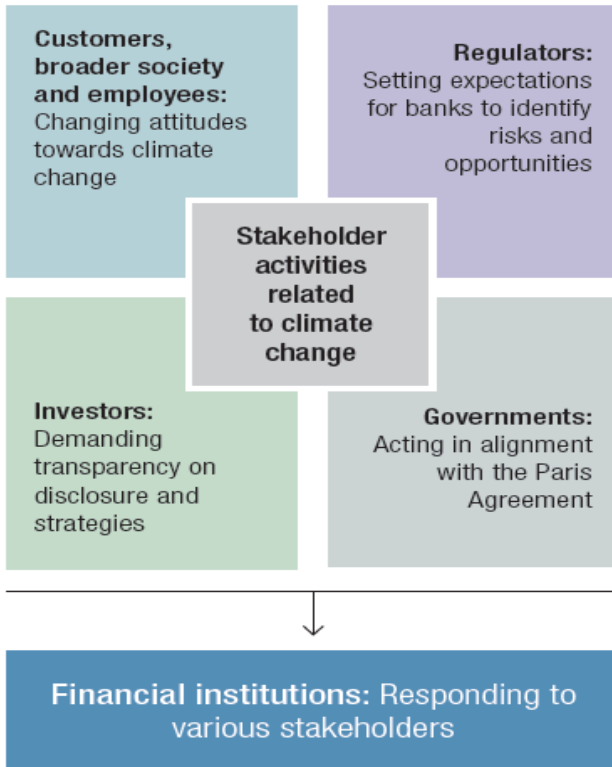 Customers,
broader society
and employees:
Changing attitudes
towards climate
change
Regulators:
Setting expectations
for banks to identify
risks and
opportunities
Stakeholder
activities
related
to climate
change
Investors:
Demanding
transparency on
disclosure and
strategies
Governments:
Acting in alignment
with the Paris
Agreement
Financial institutions: Responding to
various stakeholders